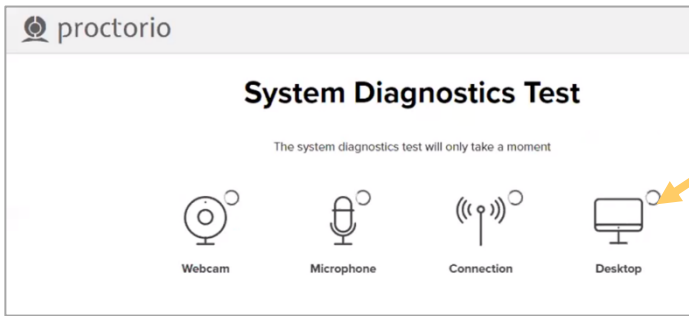 proctorio
System Diagnostics Test
The system diagnostics test will only take a moment
Webcam Microphone Connection Desktop